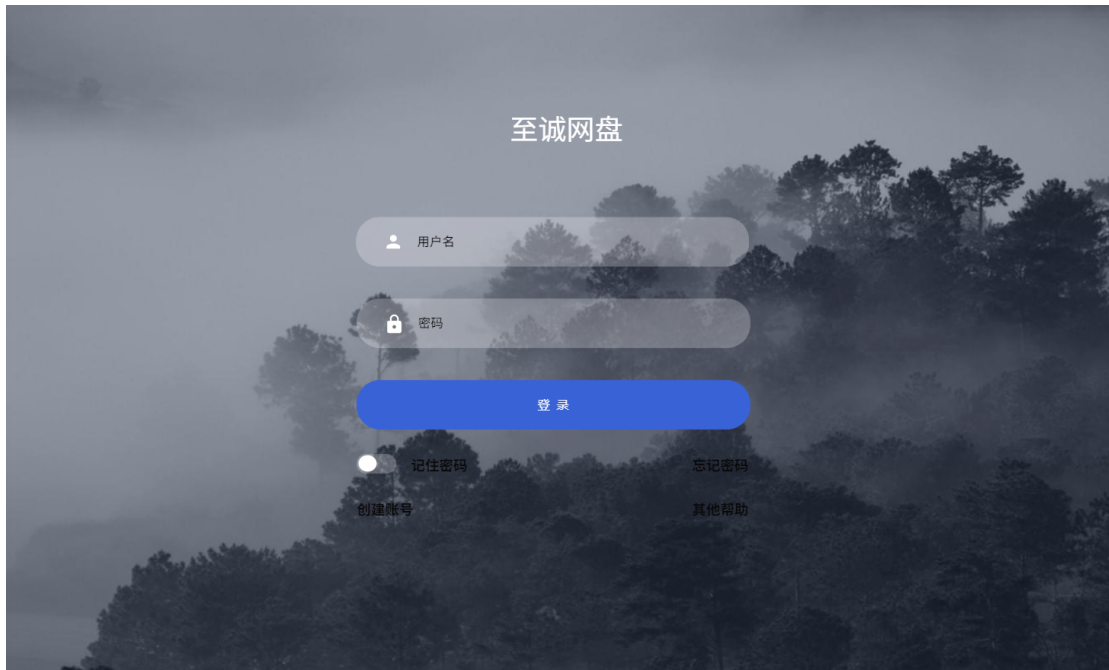 至诚网盘
用户名
密码
登 录
记住密码 忘记密码
创建账号 其他帮助